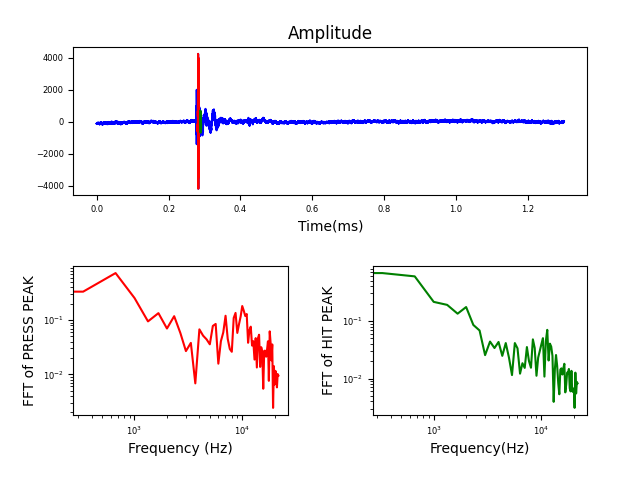 Amplitude
4000
2000
0
−2000
−4000
0.0 0.2 0.4 0.6 0.8 1.0 1.2
Time(ms)
FFT of PRESS PEAK
10⁻¹
10⁻²
10³ 10⁴
Frequency (Hz)
FFT of HIT PEAK
10⁻¹
10⁻²
10³ 10⁴
Frequency(Hz)